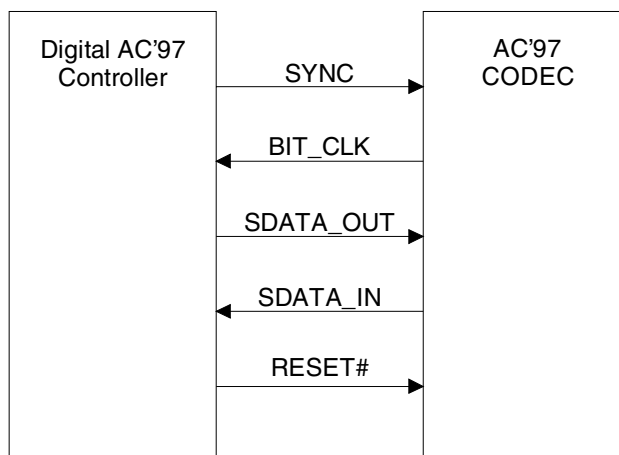 Digital AC'97
Controller
AC'97
CODEC
SYNC
BIT_CLK
SDATA_OUT
SDATA_IN
RESET#